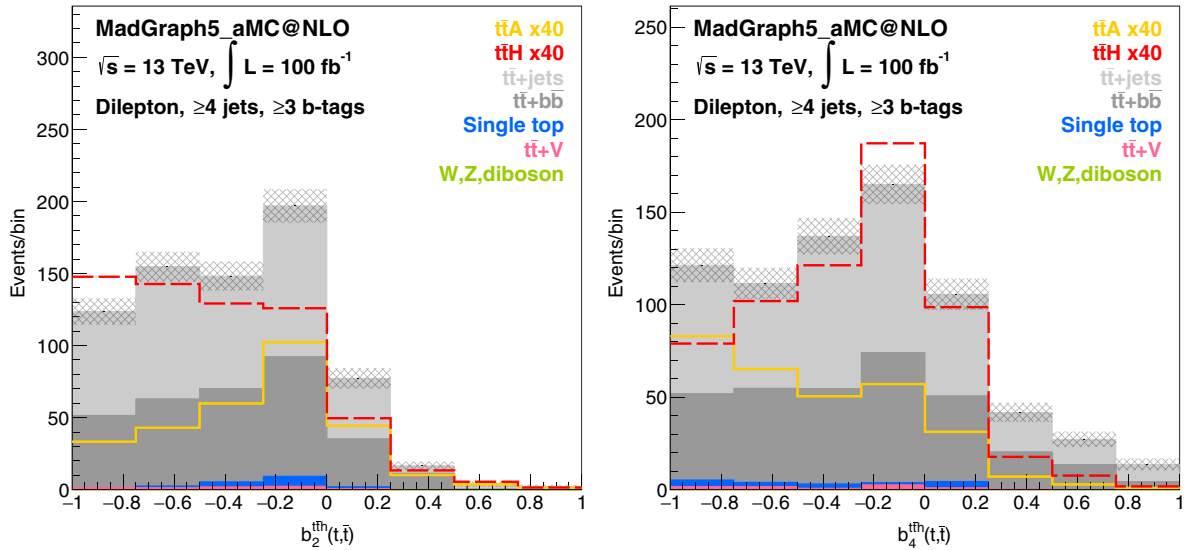 MadGraph5_aMC@NLO
√s = 13 TeV, ∫ L = 100 fb⁻¹
Dilepton, ≥4 jets, ≥3 b-tags
tt̄A x40
tt̄H x40
tt̄+jets
tt̄+bb̄
Single top
tt̄+V
W,Z,diboson
Events/bin
300
250
200
150
100
50
0
−1 −0.8 −0.6 −0.4 −0.2 0 0.2 0.4 0.6 0.8 1
b₂^tt̄h(t,t̄)
MadGraph5_aMC@NLO
√s = 13 TeV, ∫ L = 100 fb⁻¹
Dilepton, ≥4 jets, ≥3 b-tags
tt̄A x40
tt̄H x40
tt̄+jets
tt̄+bb̄
Single top
tt̄+V
W,Z,diboson
Events/bin
250
200
150
100
50
0
−1 −0.8 −0.6 −0.4 −0.2 0 0.2 0.4 0.6 0.8 1
b₄^tt̄h(t,t̄)